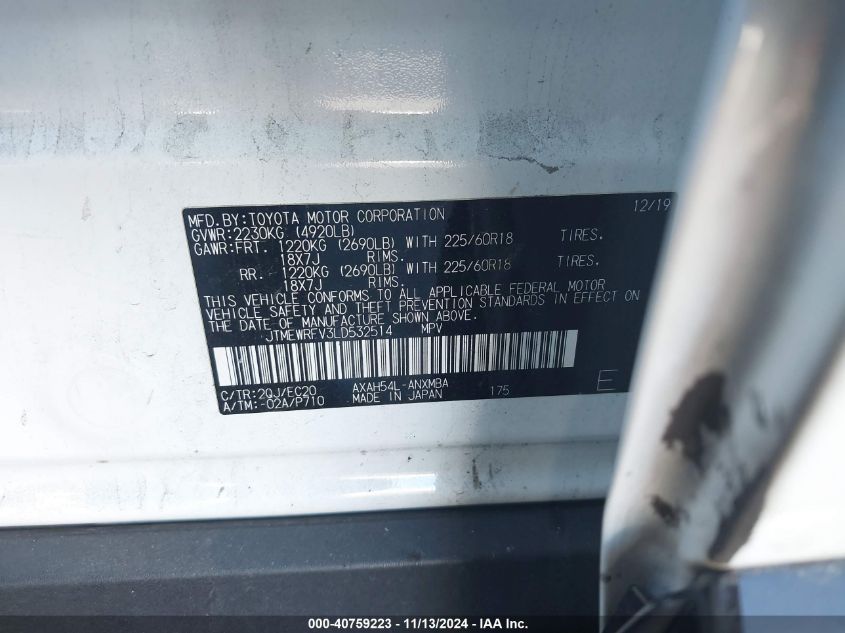 MFD. BY:TOYOTA MOTOR CORPORATION 12/19
GVWR:2230KG (4920LB)
GAWR:FRT. 1220KG (2690LB) WITH 225/60R18 TIRES.
18X7J RIMS.
RR. 1220KG (2690LB) WITH 225/60R18 TIRES.
18X7J RIMS.
THIS VEHICLE CONFORMS TO ALL APPLICABLE FEDERAL MOTOR
VEHICLE SAFETY AND THEFT PREVENTION STANDARDS IN EFFECT ON
THE DATE OF MANUFACTURE SHOWN ABOVE.
JTMEWRFV3LD532514 MPV
C/TR:2QJ/EC20 AXAH54L-ANXMBA 175 E
A/TM:-02A/P710 MADE IN JAPAN
000-40759223 - 11/13/2024 - IAA Inc.